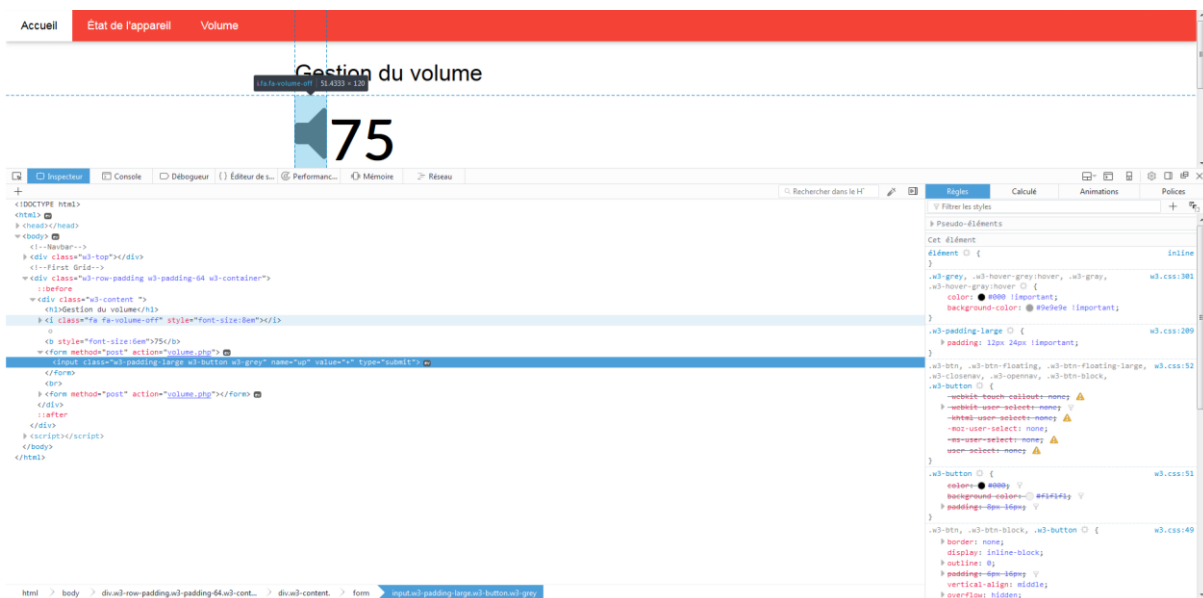 Accueil État de l'appareil Volume
Gestion du volume
i.fa.fa-volume-off | 51.4333 × 120
75
Inspecteur Console Débogueur {} Éditeur de s... Performanc... Mémoire Réseau
+ Rechercher dans le HT
<!DOCTYPE html>
<html>
<head></head>
<body>
<!--Navbar-->
<div class="w3-top"></div>
<!--First Grid-->
<div class="w3-row-padding w3-padding-64 w3-container">
::before
<div class="w3-content ">
<h1>Gestion du volume</h1>
<i class="fa fa-volume-off" style="font-size:8em"></i>
<b style="font-size:6em">75</b>
<form method="post" action="volume.php">
<input class="w3-padding-large w3-button w3-grey" name="up" value="+" type="submit">
</form>
<br>
<form method="post" action="volume.php"></form>
</div>
::after
</div>
<script></script>
</body>
</html>
html > body > div.w3-row-padding.w3-padding-64.w3-cont... > div.w3-content. > form > input.w3-padding-large.w3-button.w3-grey
Règles Calculé Animations Polices
Filtrer les styles +
Pseudo-éléments
Cet élément
élément { inline
}
.w3-grey, .w3-hover-grey:hover, .w3-gray, w3.css:301
.w3-hover-gray:hover {
color: #000 !important;
background-color: #9e9e9e !important;
}
.w3-padding-large { w3.css:209
padding: 12px 24px !important;
}
.w3-btn, .w3-btn-floating, .w3-btn-floating-large, w3.css:52
.w3-closenav, .w3-opennav, .w3-btn-block,
.w3-button {
-webkit-touch-callout: none;
-webkit-user-select: none;
-khtml-user-select: none;
-moz-user-select: none;
-ms-user-select: none;
user-select: none;
}
.w3-button { w3.css:51
color: #000;
background-color: #f1f1f1;
padding: 8px 16px;
}
.w3-btn, .w3-btn-block, .w3-button { w3.css:49
border: none;
display: inline-block;
outline: 0;
padding: 6px 16px;
vertical-align: middle;
overflow: hidden;